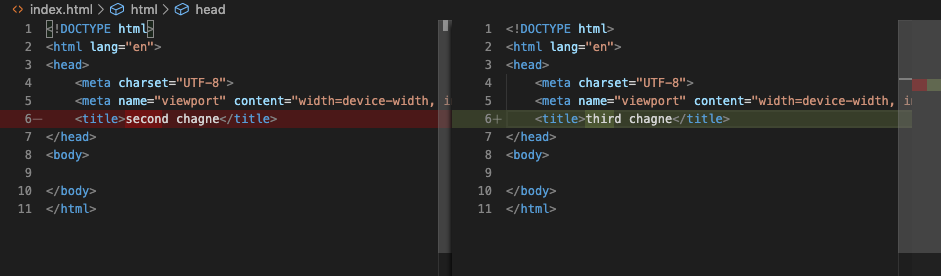 index.html > html > head
1 <!DOCTYPE html>
2 <html lang="en">
3 <head>
4 <meta charset="UTF-8">
5 <meta name="viewport" content="width=device-width, i
6— <title>second chagne</title>
7 </head>
8 <body>
9
10 </body>
11 </html>
1 <!DOCTYPE html>
2 <html lang="en">
3 <head>
4 <meta charset="UTF-8">
5 <meta name="viewport" content="width=device-width, in
6+ <title>third chagne</title>
7 </head>
8 <body>
9
10 </body>
11 </html>